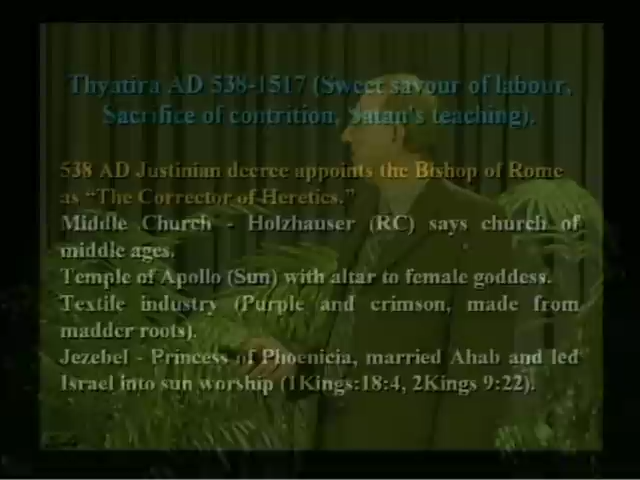 Thyatira AD 538-1517 (Sweet savour of labour,
Sacrifice of contrition, Satan's teaching).
538 AD Justinian decree appoints the Bishop of Rome
as “The Corrector of Heretics.”
Middle Church - Holzhauser (RC) says church of
middle ages.
Temple of Apollo (Sun) with altar to female goddess.
Textile industry (Purple and crimson, made from
madder roots).
Jezebel - Princess of Phoenicia, married Ahab and led
Israel into sun worship (1Kings:18:4, 2Kings 9:22).